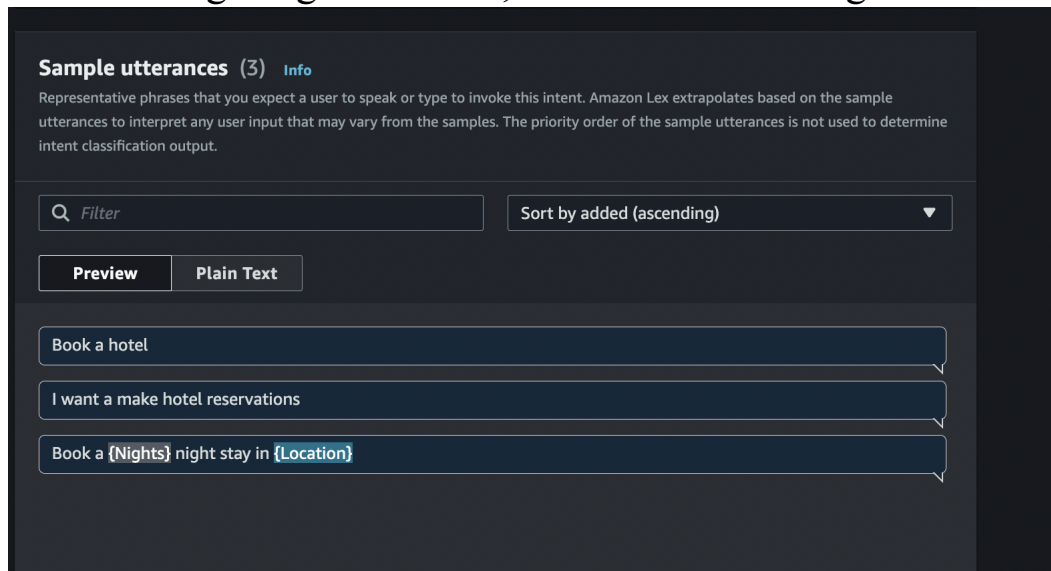 Sample utterances (3) Info
Representative phrases that you expect a user to speak or type to invoke this intent. Amazon Lex extrapolates based on the sample
utterances to interpret any user input that may vary from the samples. The priority order of the sample utterances is not used to determine
intent classification output.
Filter
Sort by added (ascending)
Preview
Plain Text
Book a hotel
I want a make hotel reservations
Book a {Nights} night stay in {Location}